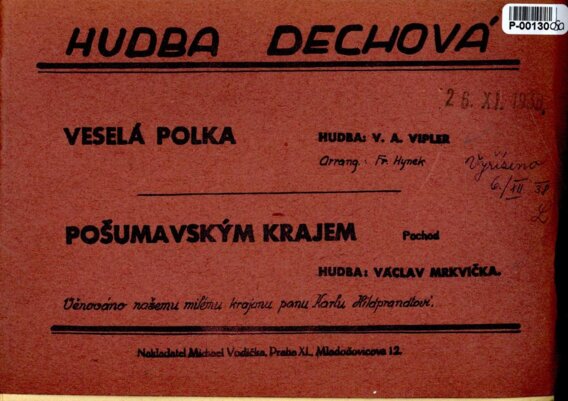 HUDBA DECHOVÁ
P-00130
26. XI. 1938
VESELÁ POLKA
HUDBA: V. A. VIPLER
Arrang.: Fr. Hynek
Vyřízeno
6./XII 38
POŠUMAVSKÝM KRAJEM Pochod
HUDBA: VÁCLAV MRKVIČKA.
Věnováno našemu milému krajanu panu Karlu Hildprandtovi.
Nakladatel Michael Vodička, Praha XI., Mladoňovicova 12.